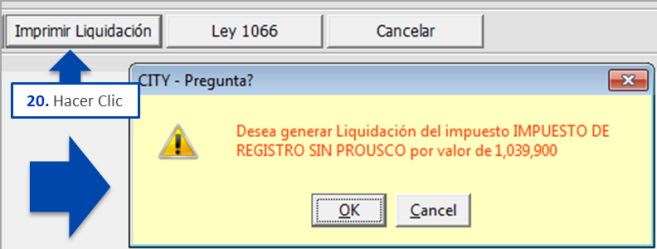 Imprimir Liquidación Ley 1066 Cancelar
20. Hacer Clic
CITY - Pregunta?
Desea generar Liquidación del impuesto IMPUESTO DE
REGISTRO SIN PROUSCO por valor de 1,039,900
OK Cancel